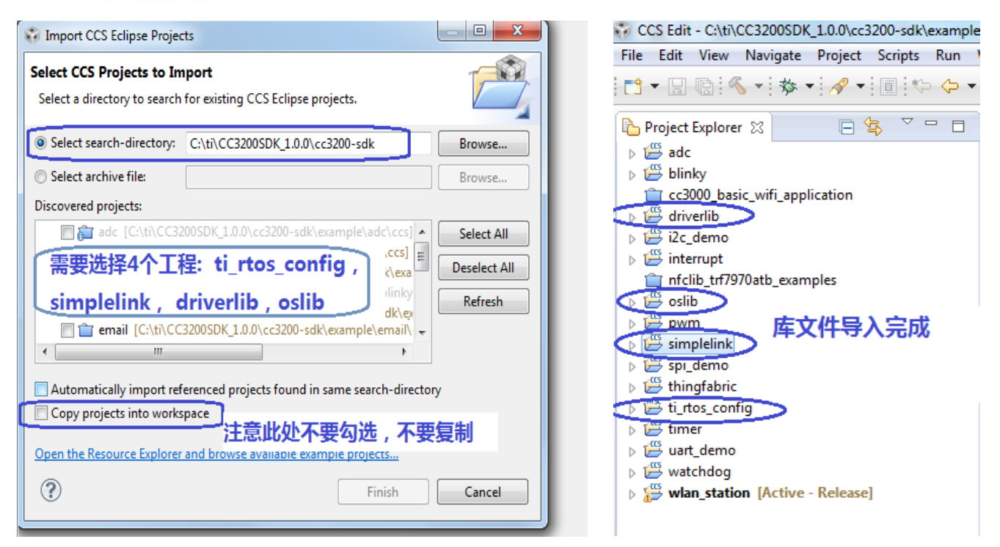 Import CCS Eclipse Projects
Select CCS Projects to Import
Select a directory to search for existing CCS Eclipse projects.
Select search-directory: C:\ti\CC3200SDK_1.0.0\cc3200-sdk Browse...
Select archive file: Browse...
Discovered projects:
adc [C:\ti\CC3200SDK_1.0.0\cc3200-sdk\example\adc\ccs]
Select All
需要选择4个工程: ti_rtos_config，
simplelink， driverlib，oslib
\ccs]
k\exa
blinky
dk\ex
Deselect All
Refresh
email [C:\ti\CC3200SDK_1.0.0\cc3200-sdk\example\email\
Automatically import referenced projects found in same search-directory
Copy projects into workspace
注意此处不要勾选，不要复制
Open the Resource Explorer and browse available example projects...
Finish Cancel
CCS Edit - C:\ti\CC3200SDK_1.0.0\cc3200-sdk\example
File Edit View Navigate Project Scripts Run
Project Explorer
adc
blinky
cc3000_basic_wifi_application
driverlib
i2c_demo
interrupt
nfclib_trf7970atb_examples
oslib
pwm
库文件导入完成
simplelink
spi_demo
thingfabric
ti_rtos_config
timer
uart_demo
watchdog
wlan_station [Active - Release]